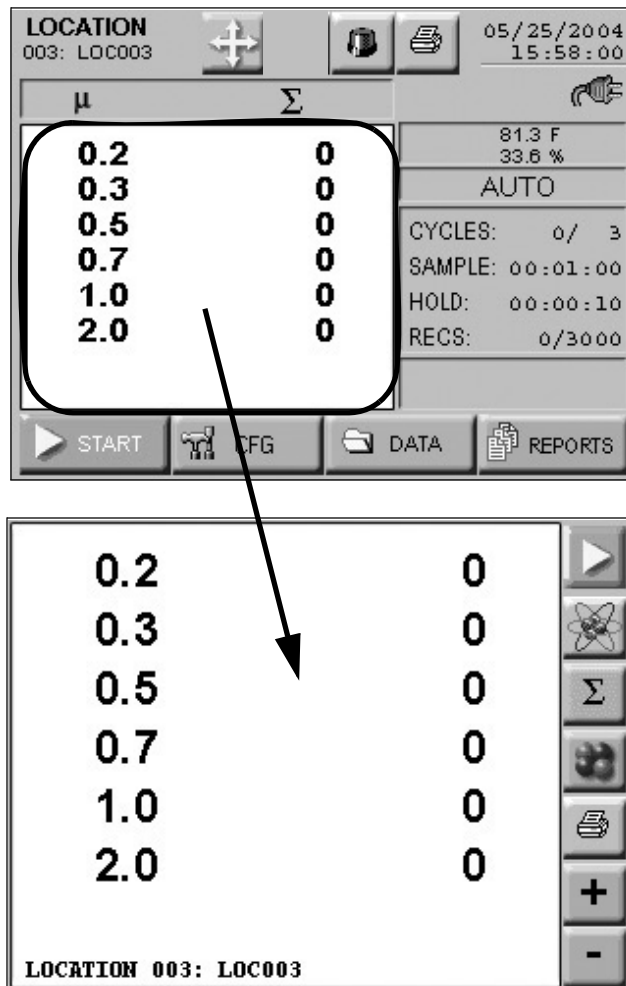 LOCATION
003: LOC003
05/25/2004
15:58:00
μ Σ
0.2 0
0.3 0
0.5 0
0.7 0
1.0 0
2.0 0
81.3 F
33.6 %
AUTO
CYCLES: 0/ 3
SAMPLE: 00:01:00
HOLD: 00:00:10
RECS: 0/3000
START CFG DATA REPORTS
0.2 0
0.3 0
0.5 0
0.7 0
1.0 0
2.0 0
Σ
+
-
LOCATION 003: LOC003